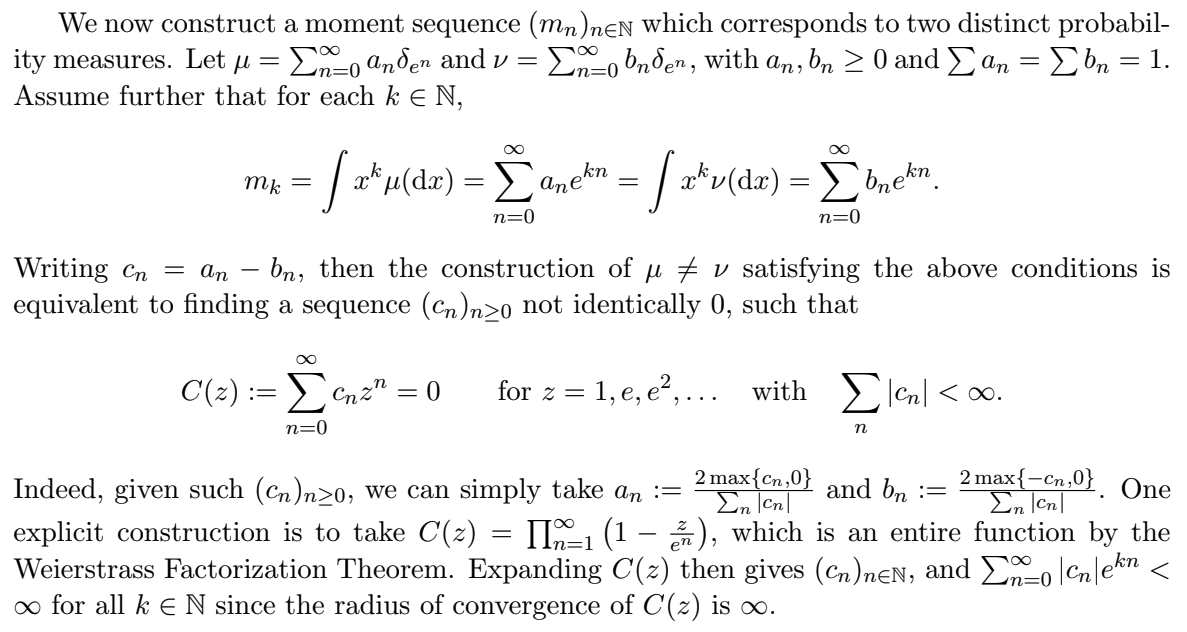 We now construct a moment sequence $(m_n)_{n\in\mathbb{N}}$ which corresponds to two distinct probabil-
ity measures. Let $\mu = \sum_{n=0}^{\infty} a_n \delta_{e^n}$ and $\nu = \sum_{n=0}^{\infty} b_n \delta_{e^n}$, with $a_n, b_n \geq 0$ and $\sum a_n = \sum b_n = 1$.
Assume further that for each $k \in \mathbb{N}$,
$$m_k = \int x^k \mu(\mathrm{d}x) = \sum_{n=0}^{\infty} a_n e^{kn} = \int x^k \nu(\mathrm{d}x) = \sum_{n=0}^{\infty} b_n e^{kn}.$$
Writing $c_n = a_n - b_n$, then the construction of $\mu \neq \nu$ satisfying the above conditions is
equivalent to finding a sequence $(c_n)_{n\geq 0}$ not identically 0, such that
$$C(z) := \sum_{n=0}^{\infty} c_n z^n = 0 \quad \text{for } z = 1, e, e^2, \ldots \quad \text{with} \quad \sum_n |c_n| < \infty.$$
Indeed, given such $(c_n)_{n\geq 0}$, we can simply take $a_n := \frac{2\max\{c_n,0\}}{\sum_n |c_n|}$ and $b_n := \frac{2\max\{-c_n,0\}}{\sum_n |c_n|}$. One
explicit construction is to take $C(z) = \prod_{n=1}^{\infty} \left(1 - \frac{z}{e^n}\right)$, which is an entire function by the
Weierstrass Factorization Theorem. Expanding $C(z)$ then gives $(c_n)_{n\in\mathbb{N}}$, and $\sum_{n=0}^{\infty} |c_n| e^{kn} <$
$\infty$ for all $k \in \mathbb{N}$ since the radius of convergence of $C(z)$ is $\infty$.